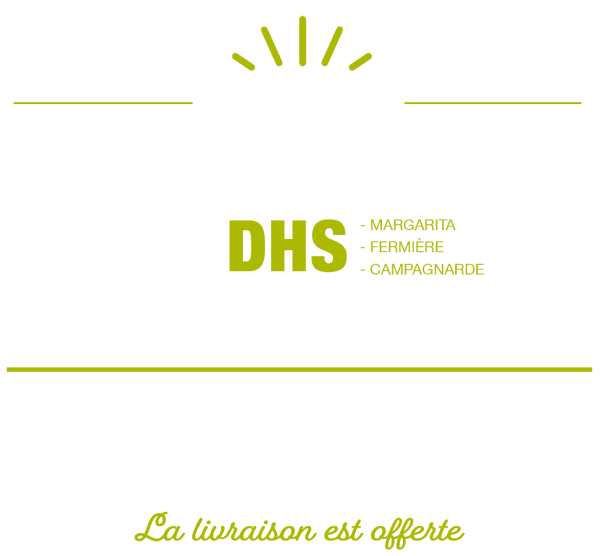 DHS
- MARGARITA
- FERMIÈRE
- CAMPAGNARDE
La livraison est offerte